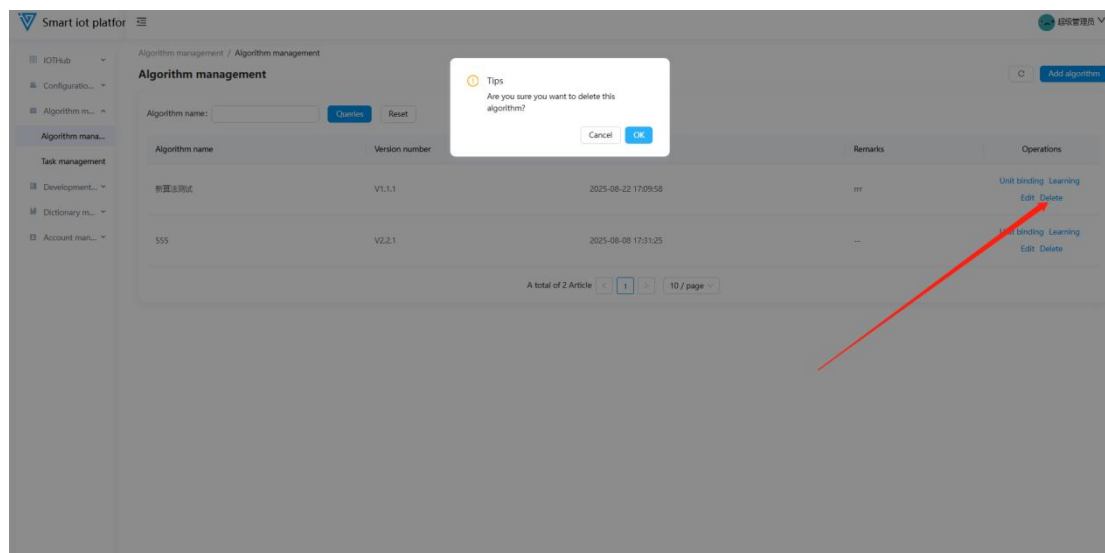 Smart iot platfor
超级管理员
IOTHub
Configuratio...
Algorithm m...
Algorithm mana...
Task management
Development...
Dictionary m...
Account man...
Algorithm management / Algorithm management
Algorithm management
Add algorithm
Algorithm name:
Queries
Reset
Tips
Are you sure you want to delete this
algorithm?
Cancel
OK
Algorithm name Version number Remarks Operations
新算法测试 V1.1.1 2025-08-22 17:09:58 rrr Unit binding Learning
Edit Delete
555 V2.2.1 2025-08-08 17:31:25 -- Unit binding Learning
Edit Delete
A total of 2 Article < 1 > 10 / page